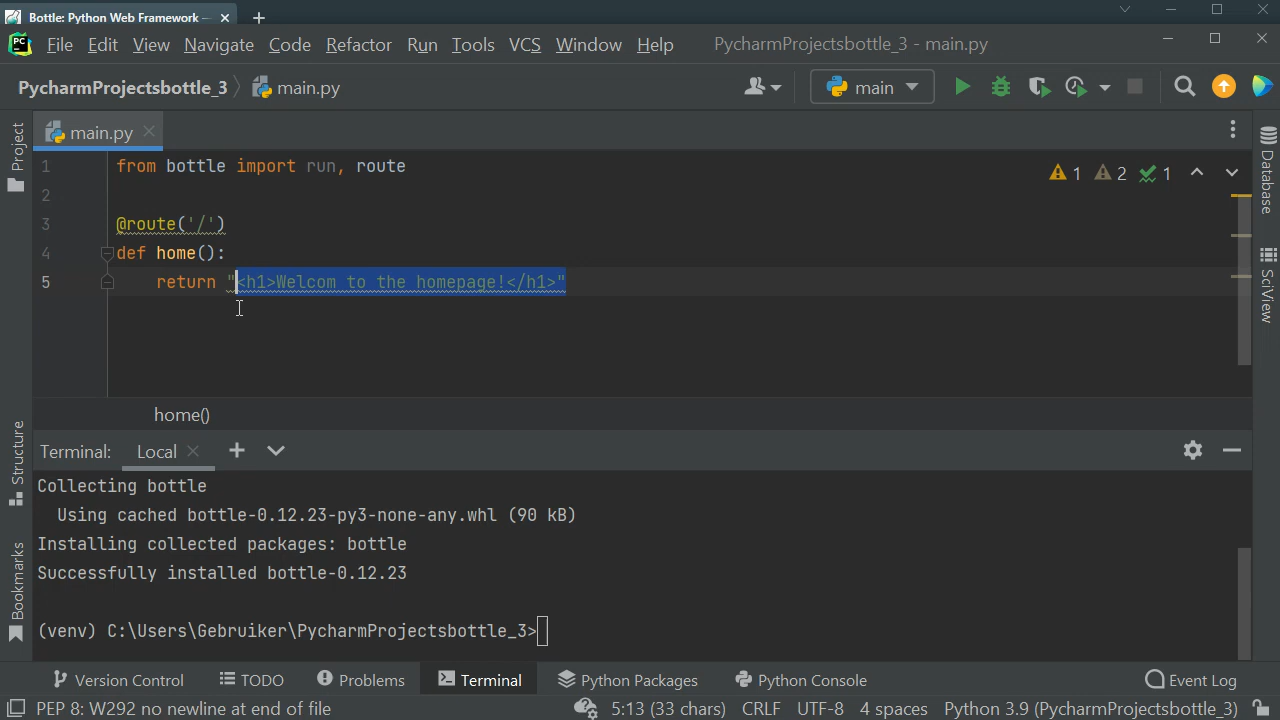 Bottle: Python Web Framework
File Edit View Navigate Code Refactor Run Tools VCS Window Help PycharmProjectsbottle_3 - main.py
PycharmProjectsbottle_3 main.py main
Project
main.py
Database
SciView
1 from bottle import run, route
1 2 1
2
3 @route('/')
4 def home():
5 return "<h1>Welcom to the homepage!</h1>"
home()
Structure
Bookmarks
Terminal: Local
Collecting bottle
Using cached bottle-0.12.23-py3-none-any.whl (90 kB)
Installing collected packages: bottle
Successfully installed bottle-0.12.23
(venv) C:\Users\Gebruiker\PycharmProjectsbottle_3>
Version Control TODO Problems Terminal Python Packages Python Console Event Log
PEP 8: W292 no newline at end of file 5:13 (33 chars) CRLF UTF-8 4 spaces Python 3.9 (PycharmProjectsbottle_3)